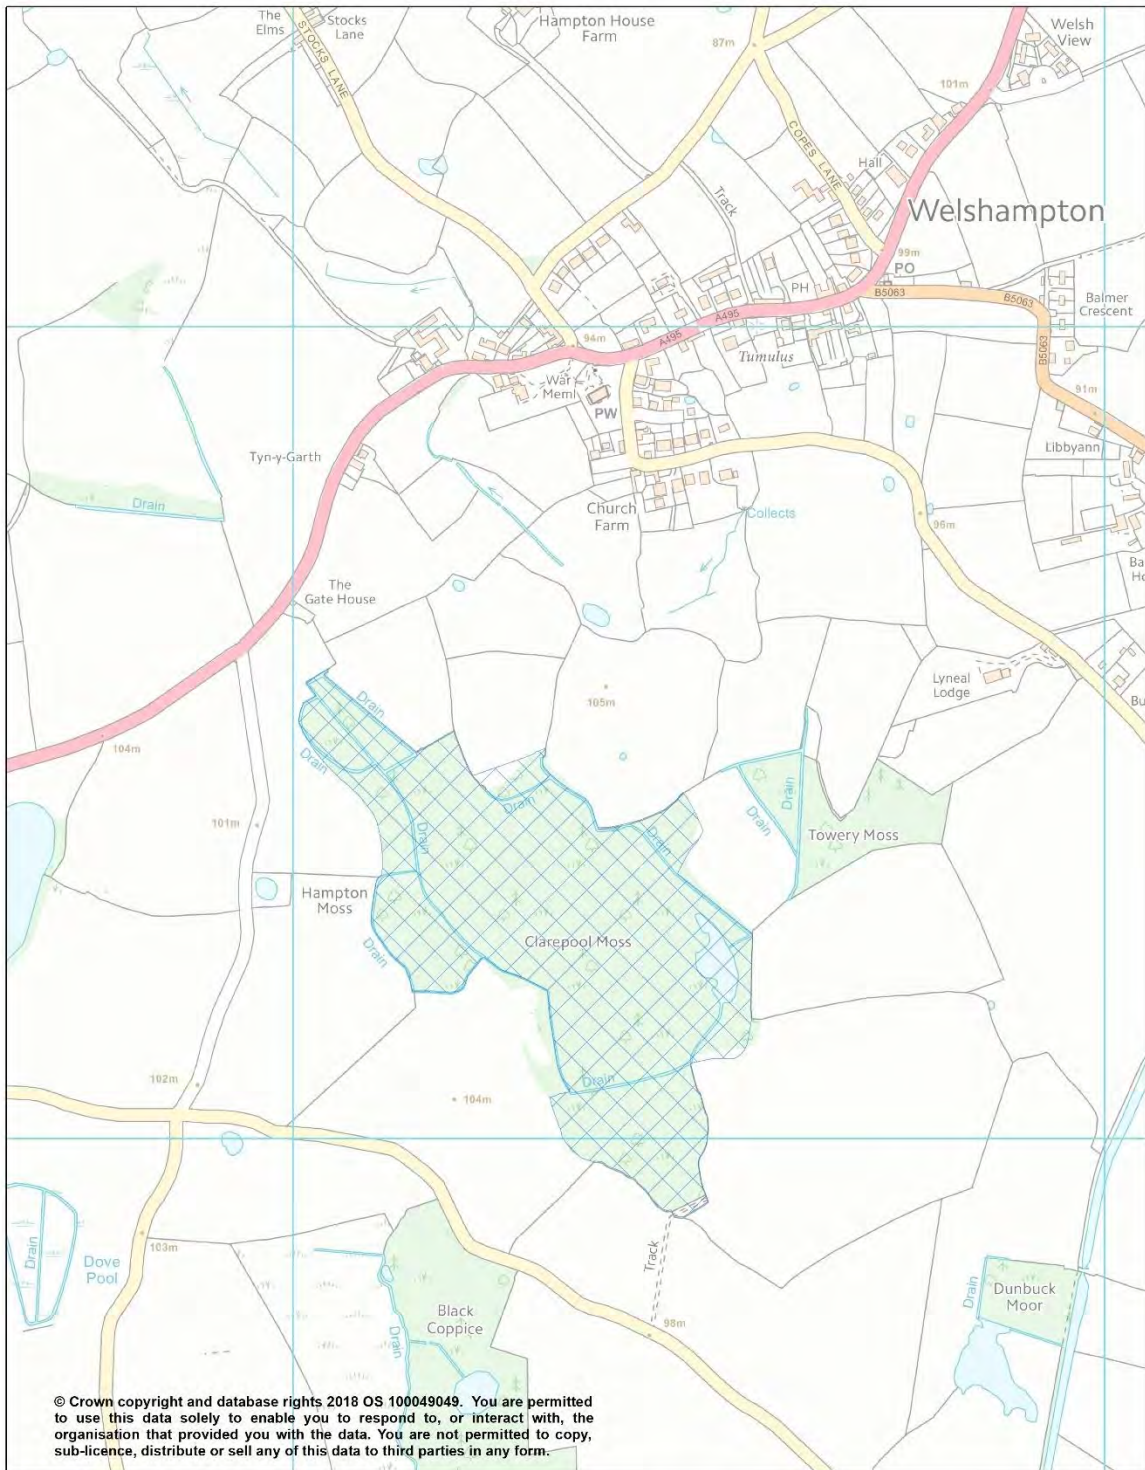 The
Elms
Stocks
Lane
STOCKS LANE
Hampton House
Farm
87m
Welsh
View
101m
COPES LANE
Hall
Track
Welshampton
99m
PO
PH
B5063
B5063
Balmer
Crescent
A495
A495
94m
Tumulus
B5063
War
Meml
PW
91m
Tyn-y-Garth
Libbyann
Drain
Church
Farm
Collects
96m
Ba
Ho
The
Gate House
Lyneal
Lodge
Bu
105m
Drain
104m
Drain
Drain
Drain
Drain
Drain
Drain
Towery Moss
101m
Hampton
Moss
Drain
Clarepool Moss
102m
Drain
104m
103m
Drain
Dove
Pool
Track
Drain
Dunbuck
Moor
Black
Coppice
Drain
98m
© Crown copyright and database rights 2018 OS 100049049. You are permitted
to use this data solely to enable you to respond to, or interact with, the
organisation that provided you with the data. You are not permitted to copy,
sub-licence, distribute or sell any of this data to third parties in any form.